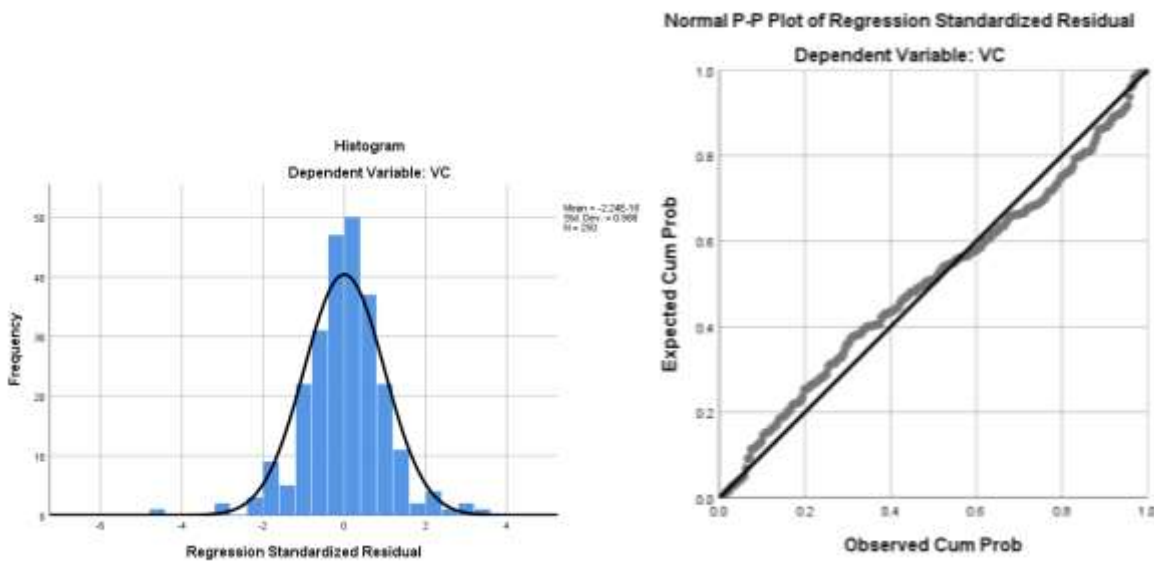 Histogram
Dependent Variable: VC
Mean =
Std. Dev. =
N =
50
40
30
20
10
0
Frequency
-6
-4
-2
0
2
4
Regression Standardized Residual
Normal P-P Plot of Regression Standardized Residual
Dependent Variable: VC
1.0
0.8
0.6
0.4
0.2
0.0
Expected Cum Prob
0.0
0.2
0.4
0.6
0.8
1.0
Observed Cum Prob